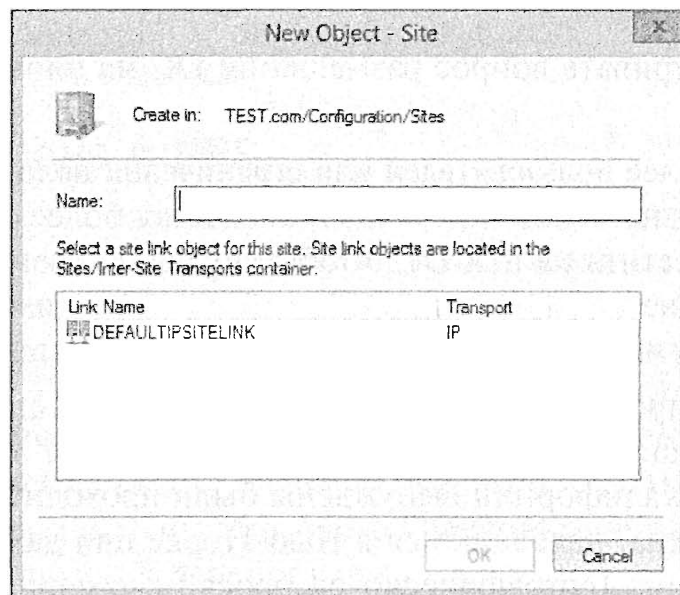 New Object - Site
x
Create in: TEST.com/Configuration/Sites
Name:
Select a site link object for this site. Site link objects are located in the
Sites/Inter-Site Transports container.
Link Name Transport
DEFAULTIPSITELINK IP
OK Cancel